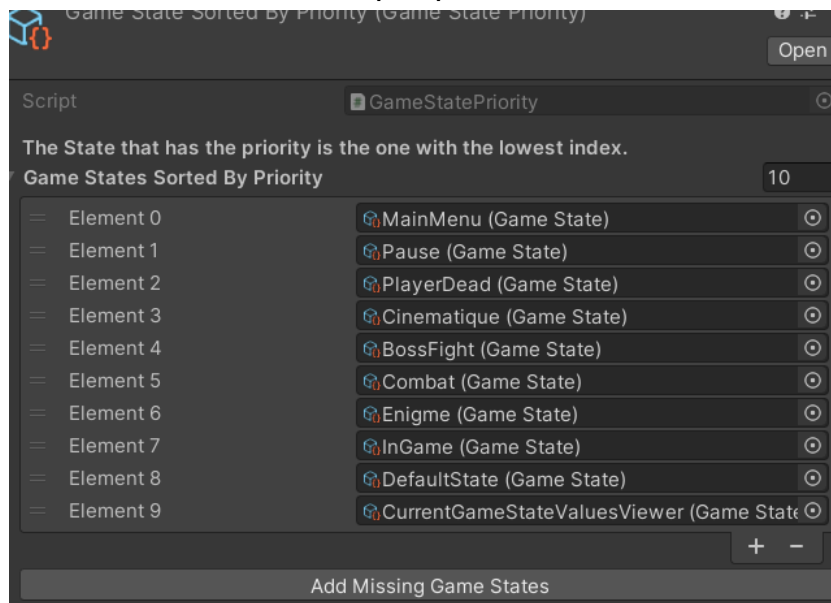 Game State Sorted By Priority (Game State Priority)
Open
Script GameStatePriority
The State that has the priority is the one with the lowest index.
Game States Sorted By Priority 10
Element 0 MainMenu (Game State)
Element 1 Pause (Game State)
Element 2 PlayerDead (Game State)
Element 3 Cinematique (Game State)
Element 4 BossFight (Game State)
Element 5 Combat (Game State)
Element 6 Enigme (Game State)
Element 7 InGame (Game State)
Element 8 DefaultState (Game State)
Element 9 CurrentGameStateValuesViewer (Game State
+ −
Add Missing Game States